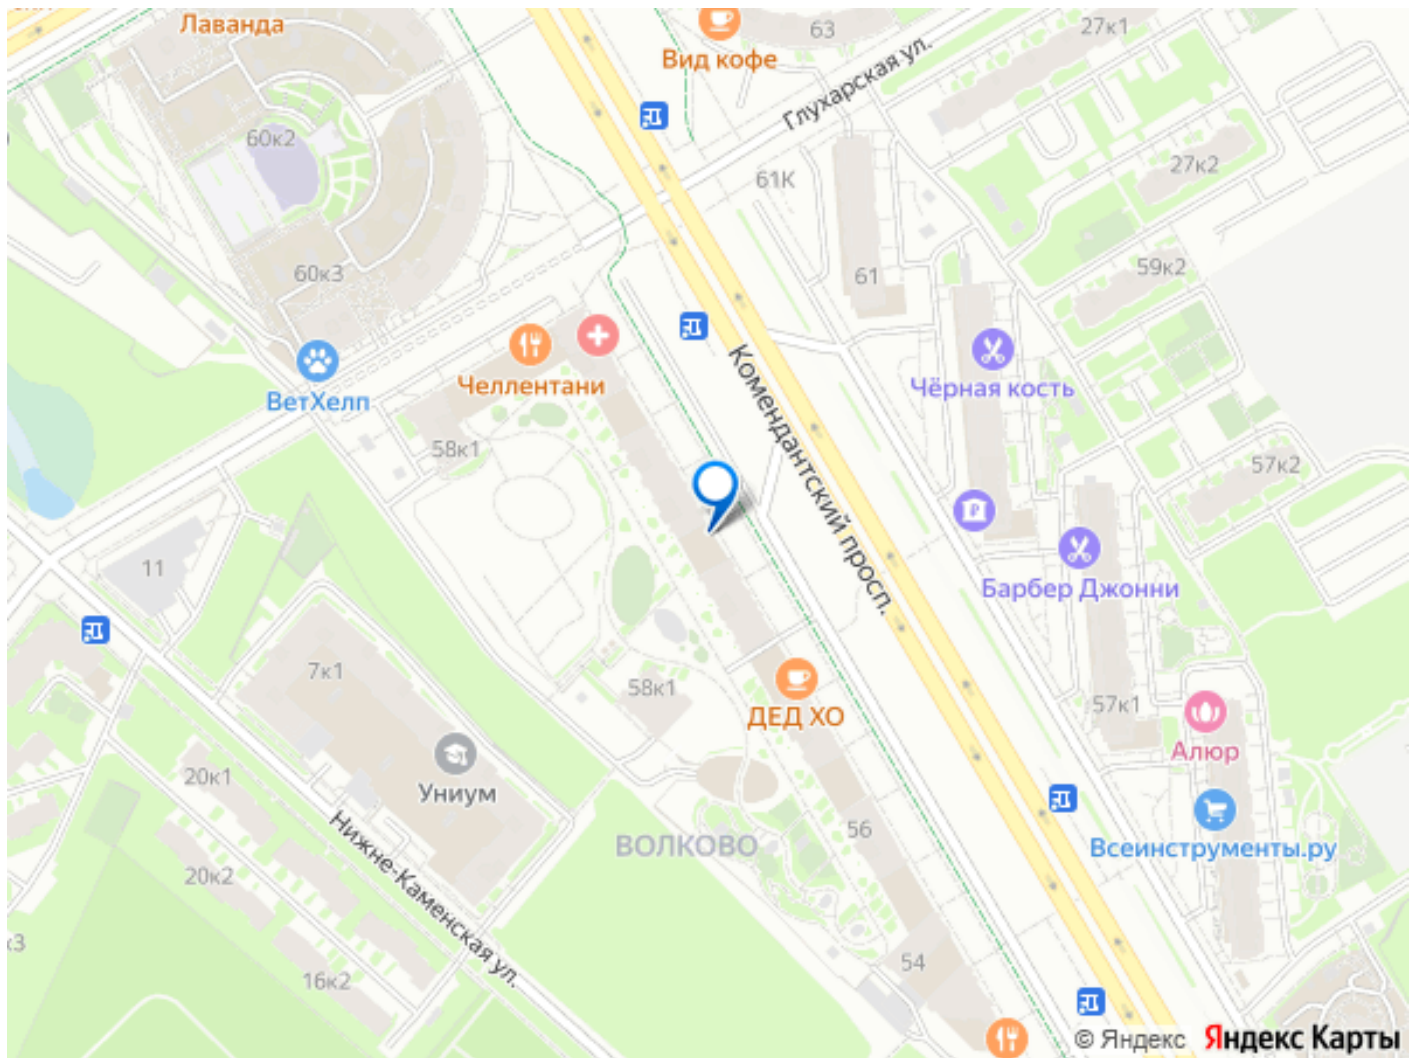 Лаванда
63
27к1
Вид кофе
Глухарская ул.
60к2
61К
27к2
60к3
61
59к2
Челлентани
Чёрная кость
ВетХелп
Комендантский просп.
58к1
57к2
11
Барбер Джонни
7к1
58к1
57к1
ДЕД ХО
Алюр
20к1
Униум
56
ВОЛКОВО
Всеинструменты.ру
20к2
Нижне-Каменская ул.
к3
54
16к2
© Яндекс Яндекс Карты